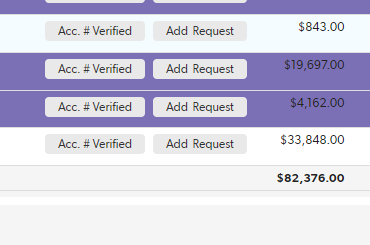 Acc. # Verified Add Request $843.00
Acc. # Verified Add Request $19,697.00
Acc. # Verified Add Request $4,162.00
Acc. # Verified Add Request $33,848.00
$82,376.00